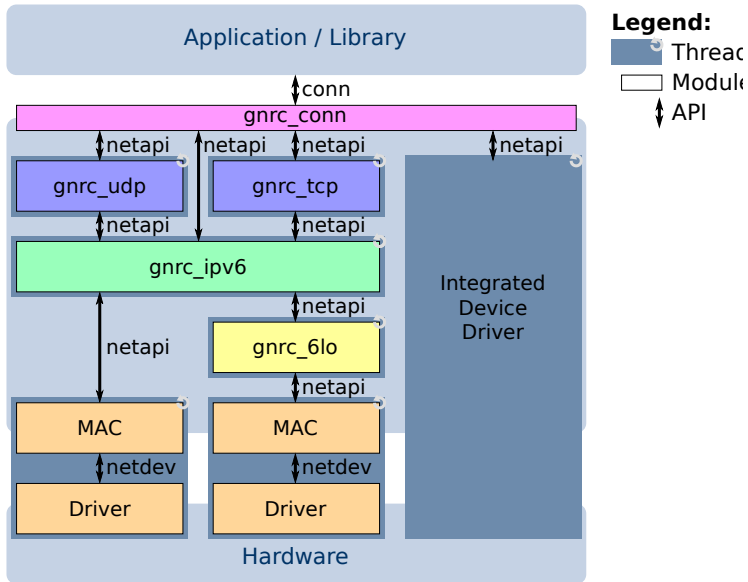 Application / Library
Legend:
Thread
Module
API
conn
gnrc_conn
netapi
netapi
netapi
netapi
gnrc_udp
gnrc_tcp
netapi
netapi
gnrc_ipv6
Integrated
Device
Driver
netapi
netapi
gnrc_6lo
netapi
MAC
MAC
netdev
netdev
Driver
Driver
Hardware